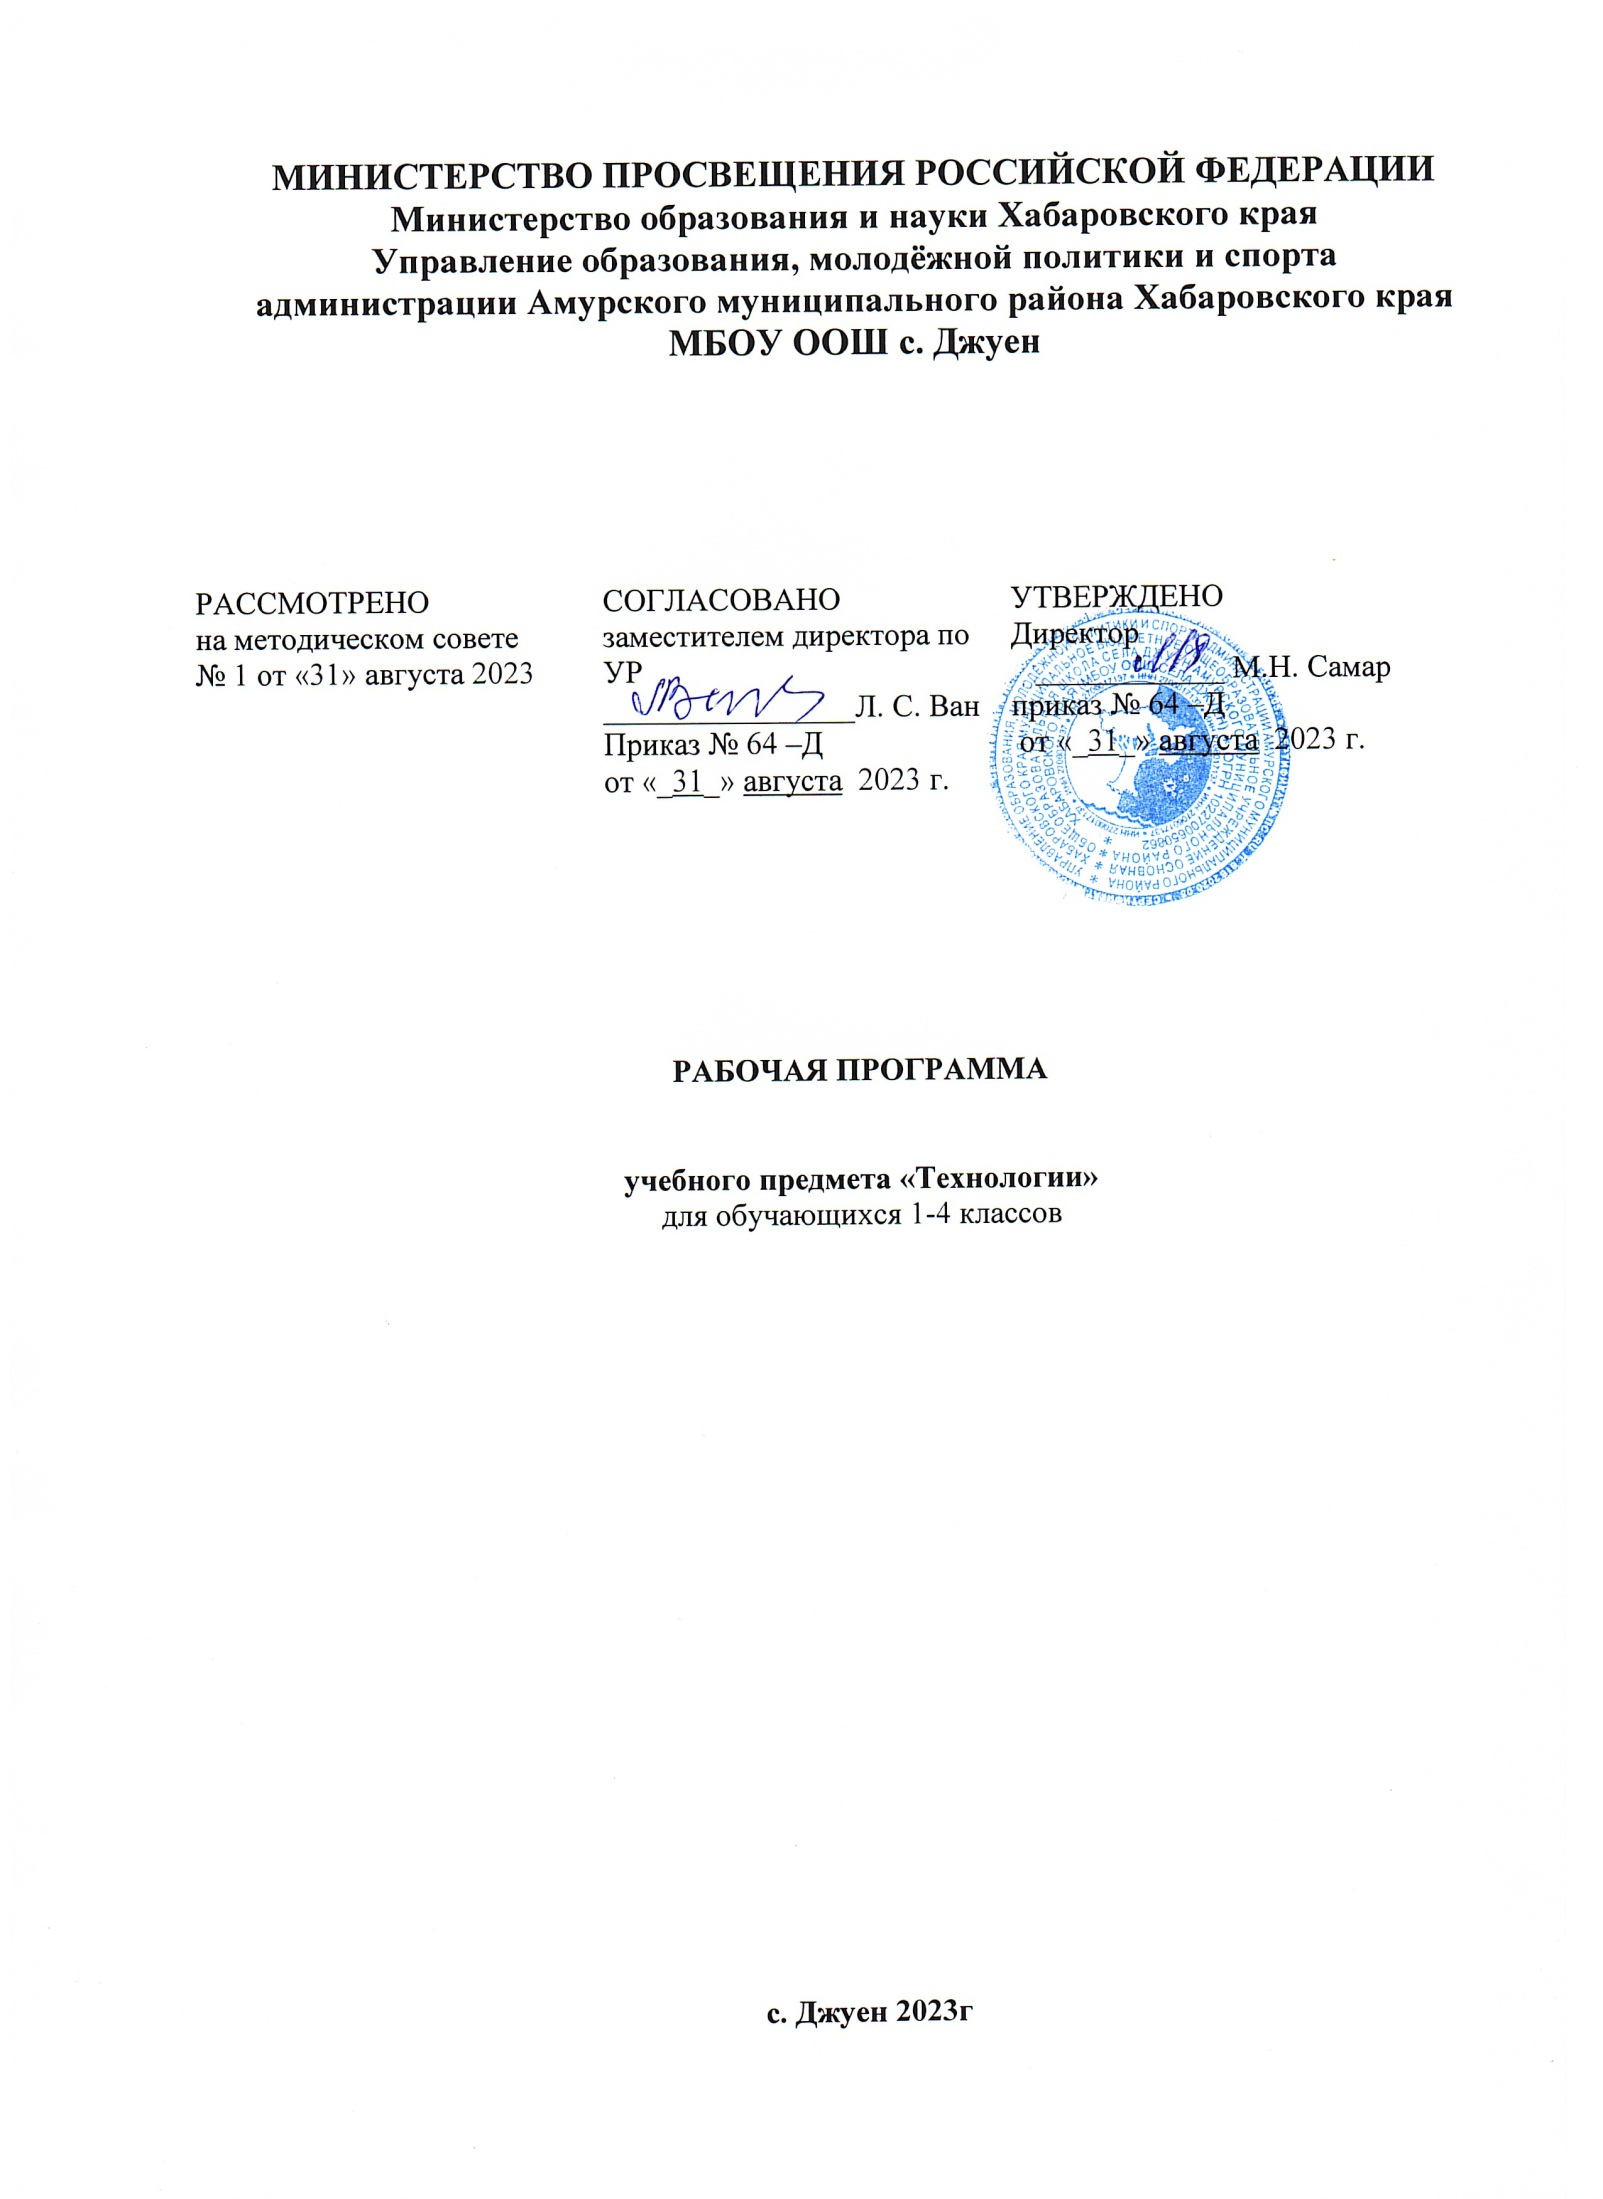 МИНИСТЕРСТВО ПРОСВЕЩЕНИЯ РОССИЙСКОЙ ФЕДЕРАЦИИ
Министерство образования и науки Хабаровского края
Управление образования, молодёжной политики и спорта
администрации Амурского муниципального района Хабаровского края
МБОУ ООШ с. Джуен
РАССМОТРЕНО
на методическом совете
№ 1 от «31» августа 2023
СОГЛАСОВАНО
заместителем директора по
УР
_________________Л. С. Ван
Приказ № 64 –Д
от «_31_» августа 2023 г.
УТВЕРЖДЕНО
Директор
_____________ М.Н. Самар
приказ № 64 –Д
от «_31_» августа 2023 г.
РАБОЧАЯ ПРОГРАММА
учебного предмета «Технологии»
для обучающихся 1-4 классов
с. Джуен 2023г